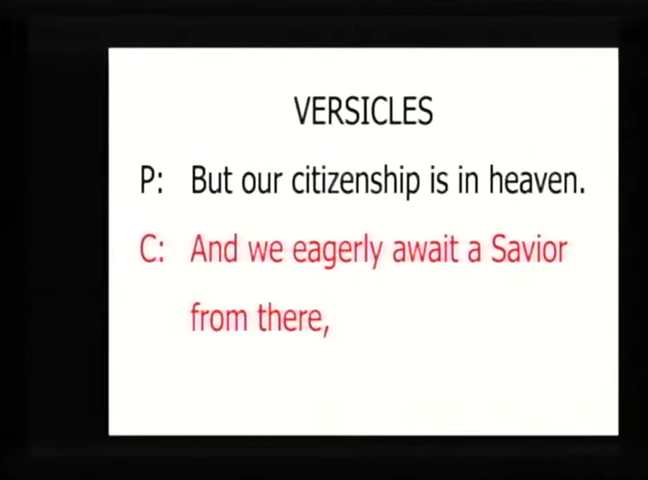 VERSICLES
P: But our citizenship is in heaven.
C: And we eagerly await a Savior
from there,